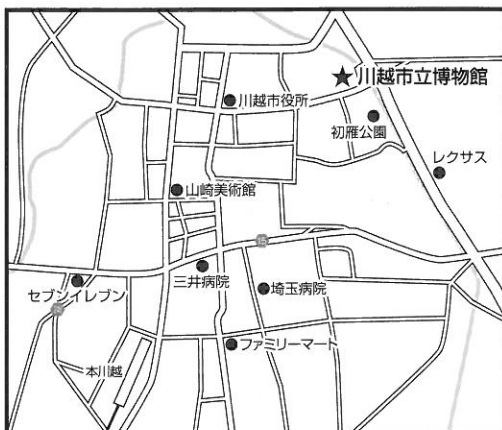 ★川越市立博物館
川越市役所
初雁公園
レクサス
山崎美術館
15
三井病院
セブンイレブン
埼玉病院
ファミリーマート
本川越